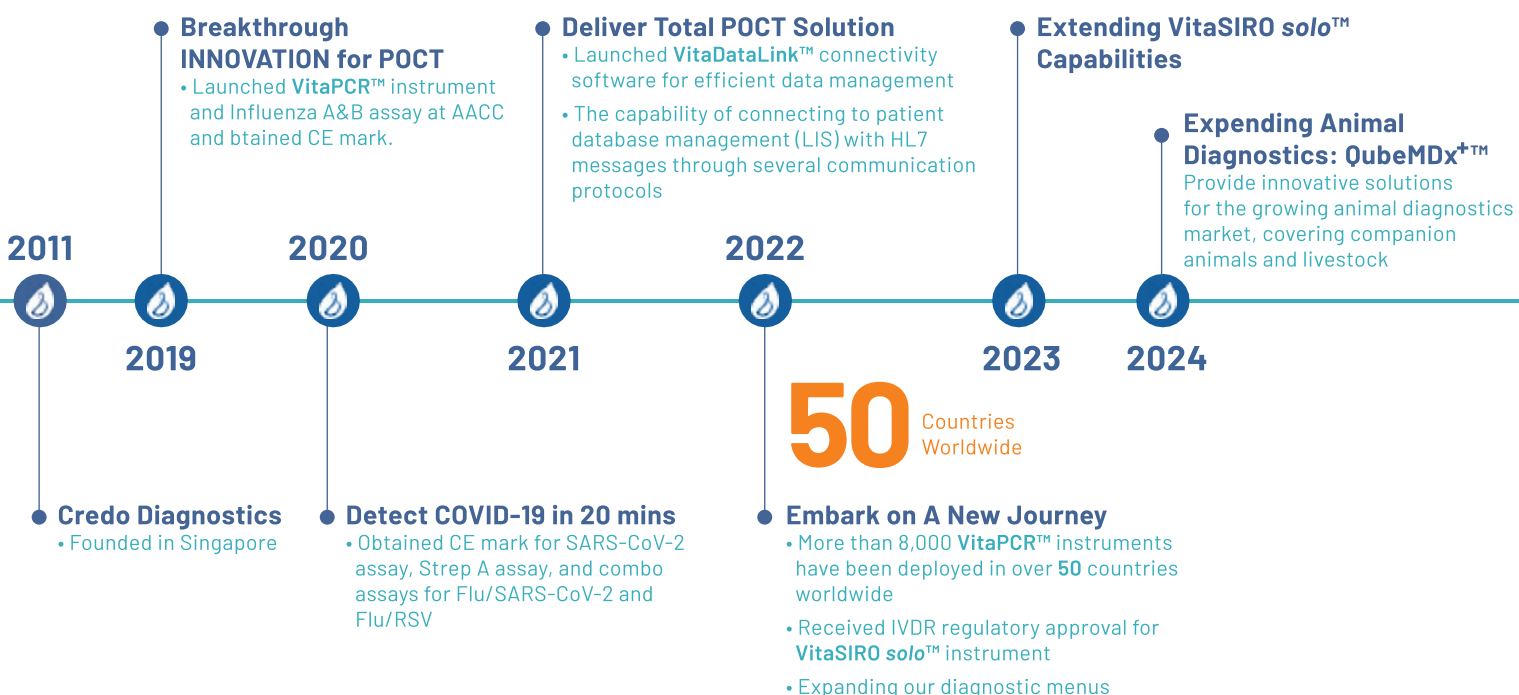 Breakthrough
INNOVATION for POCT
• Launched VitaPCR™ instrument
and Influenza A&B assay at AACC
and btained CE mark.
Deliver Total POCT Solution
• Launched VitaDataLink™ connectivity
software for efficient data management
• The capability of connecting to patient
database management (LIS) with HL7
messages through several communication
protocols
Extending VitaSIRO solo™
Capabilities
Expending Animal
Diagnostics: QubeMDx⁺™
Provide innovative solutions
for the growing animal diagnostics
market, covering companion
animals and livestock
2011
2019
2020
2021
2022
2023
2024
Credo Diagnostics
• Founded in Singapore
Detect COVID-19 in 20 mins
• Obtained CE mark for SARS-CoV-2
assay, Strep A assay, and combo
assays for Flu/SARS-CoV-2 and
Flu/RSV
50
Countries
Worldwide
Embark on A New Journey
• More than 8,000 VitaPCR™ instruments
have been deployed in over 50 countries
worldwide
• Received IVDR regulatory approval for
VitaSIRO solo™ instrument
• Expanding our diagnostic menus